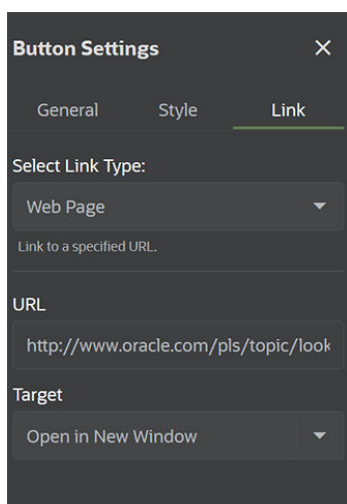 Button Settings
General Style Link
Select Link Type:
Web Page
Link to a specified URL.
URL
http://www.oracle.com/pls/topic/look
Target
Open in New Window